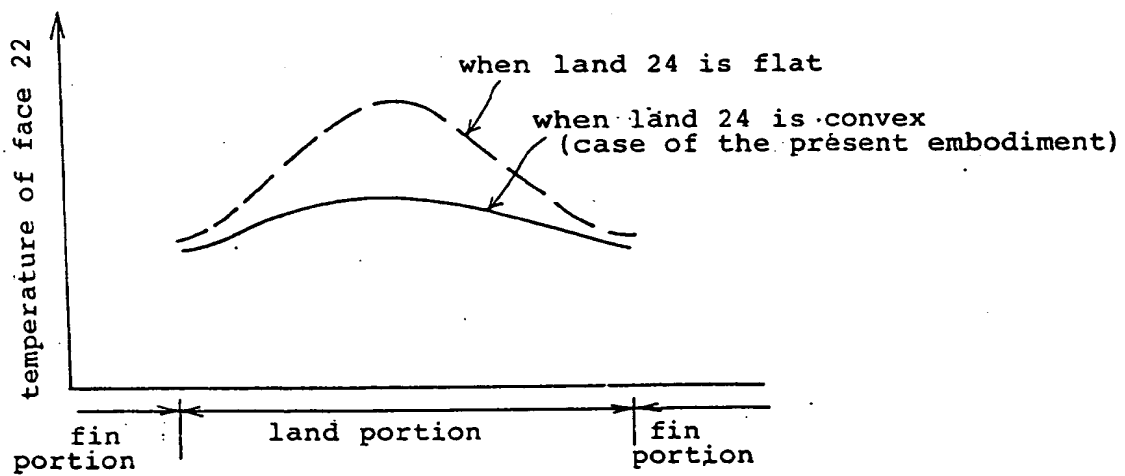 temperature of face 22
when land 24 is flat
when land 24 is convex
(case of the present embodiment)
fin
portion
land portion
fin
portion